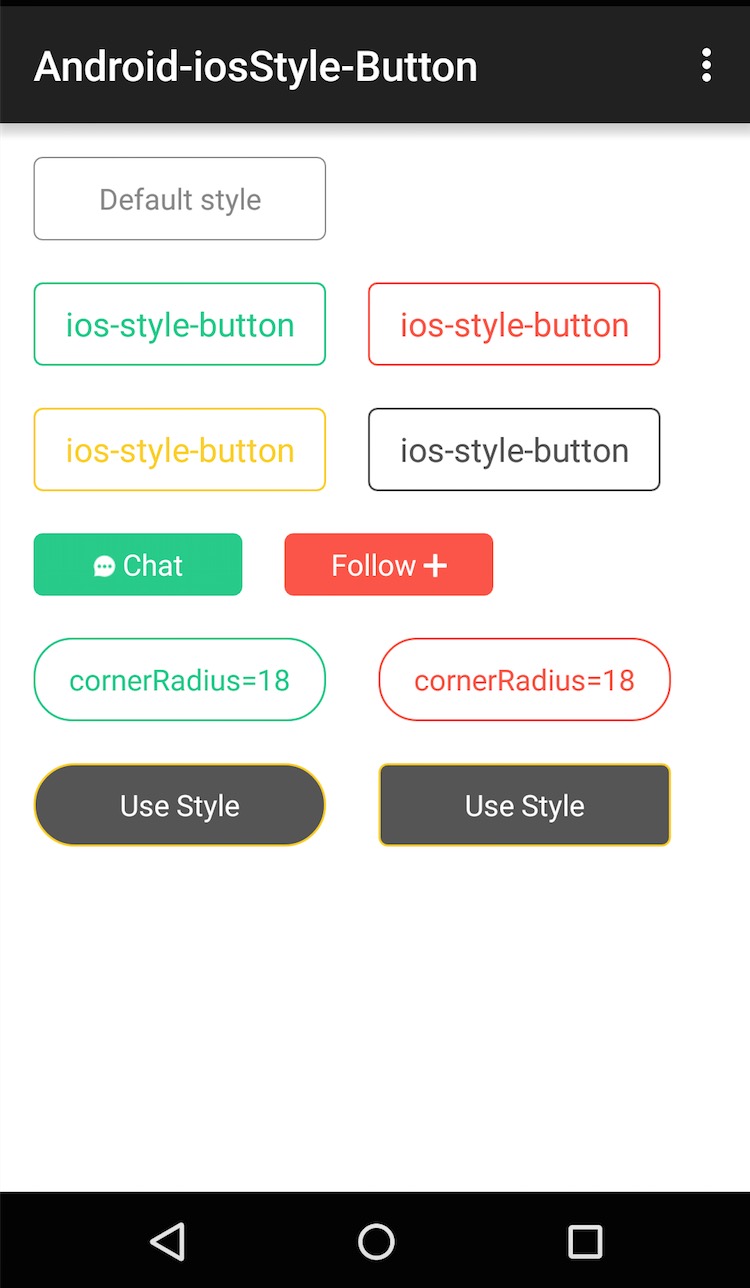 Android-iosStyle-Button
Default style
ios-style-button
ios-style-button
ios-style-button
ios-style-button
Chat
Follow
cornerRadius=18
cornerRadius=18
Use Style
Use Style